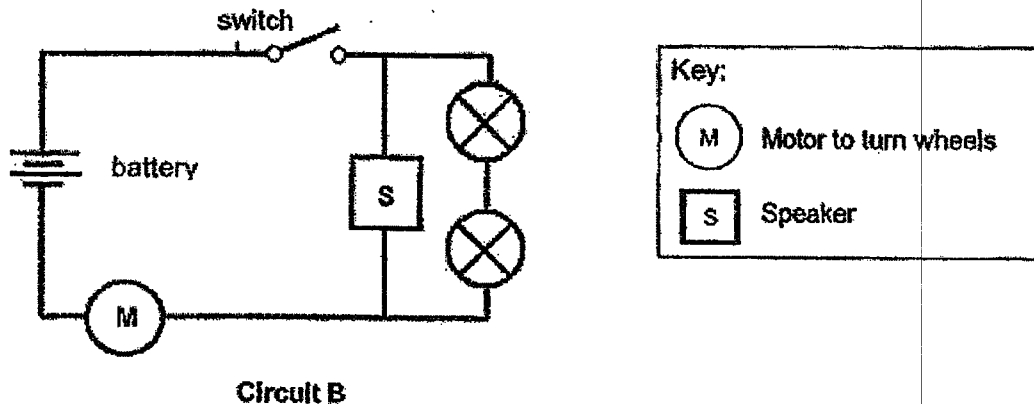 switch
Key:
M Motor to turn wheels
battery
S
S Speaker
M
Circuit B